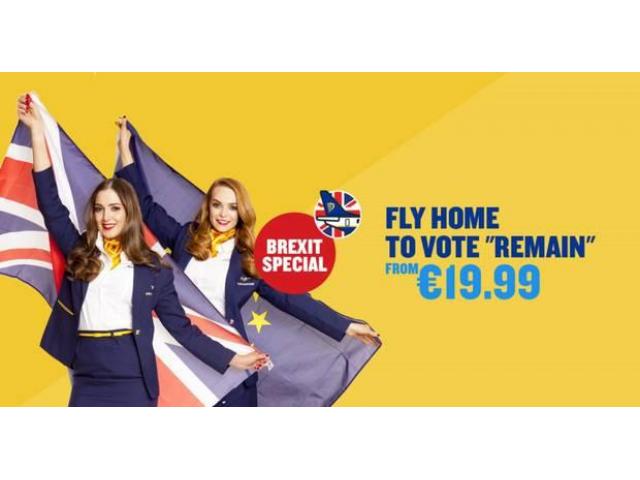 BREXIT
SPECIAL
FLY HOME
TO VOTE "REMAIN"
FROM €19.99